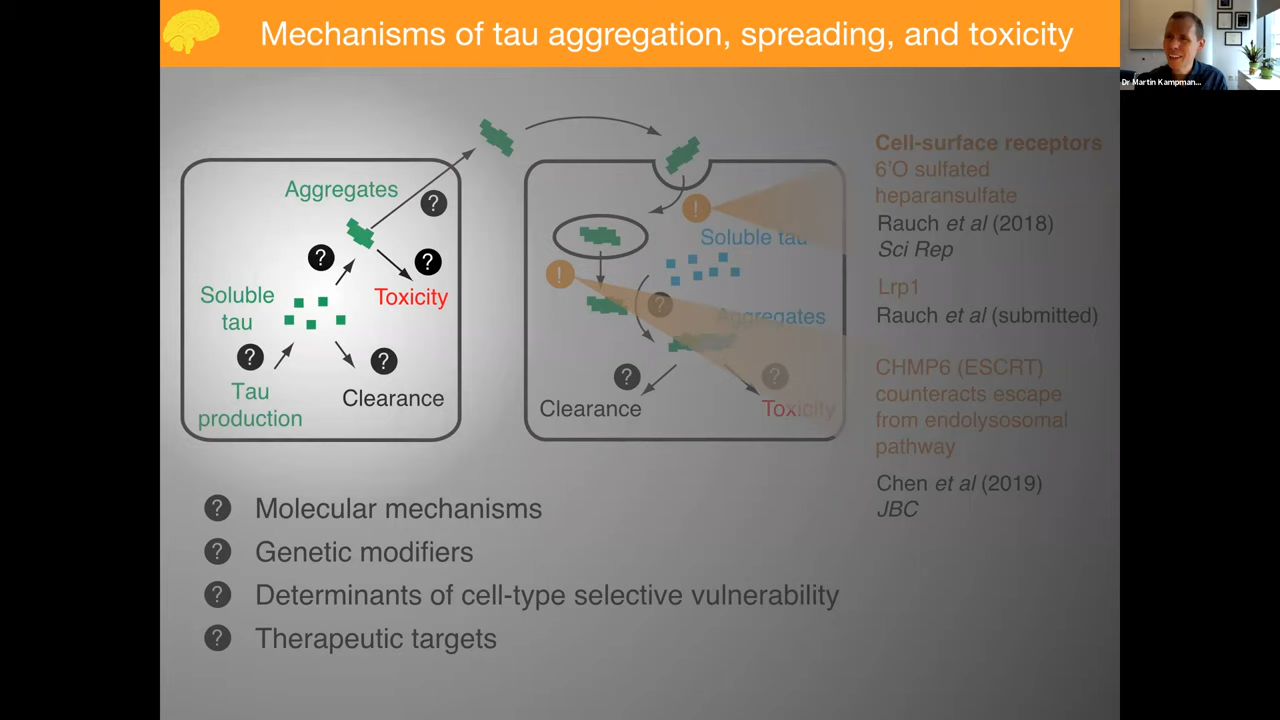 Mechanisms of tau aggregation, spreading, and toxicity
Dr Martin Kampman...
Aggregates
?
?
?
Toxicity
Soluble
tau
?
?
Tau
production
Clearance
!
Soluble tau
!
?
Aggregates
?
?
Clearance
Toxicity
Cell-surface receptors
6'O sulfated
heparansulfate
Rauch et al (2018)
Sci Rep
Lrp1
Rauch et al (submitted)
CHMP6 (ESCRT)
counteracts escape
from endolysosomal
pathway
Chen et al (2019)
JBC
? Molecular mechanisms
? Genetic modifiers
? Determinants of cell-type selective vulnerability
? Therapeutic targets